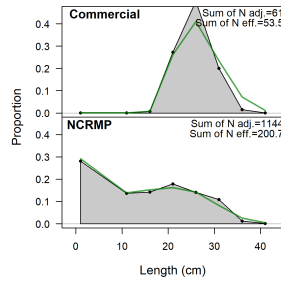 Commercial
Sum of N adj.=61
Sum of N eff.=53.5
0.4
0.3
0.2
0.1
0.0
NCRMP
Sum of N adj.=1144
Sum of N eff.=200.7
0.4
0.3
0.2
0.1
0.0
Proportion
0 10 20 30 40
Length (cm)